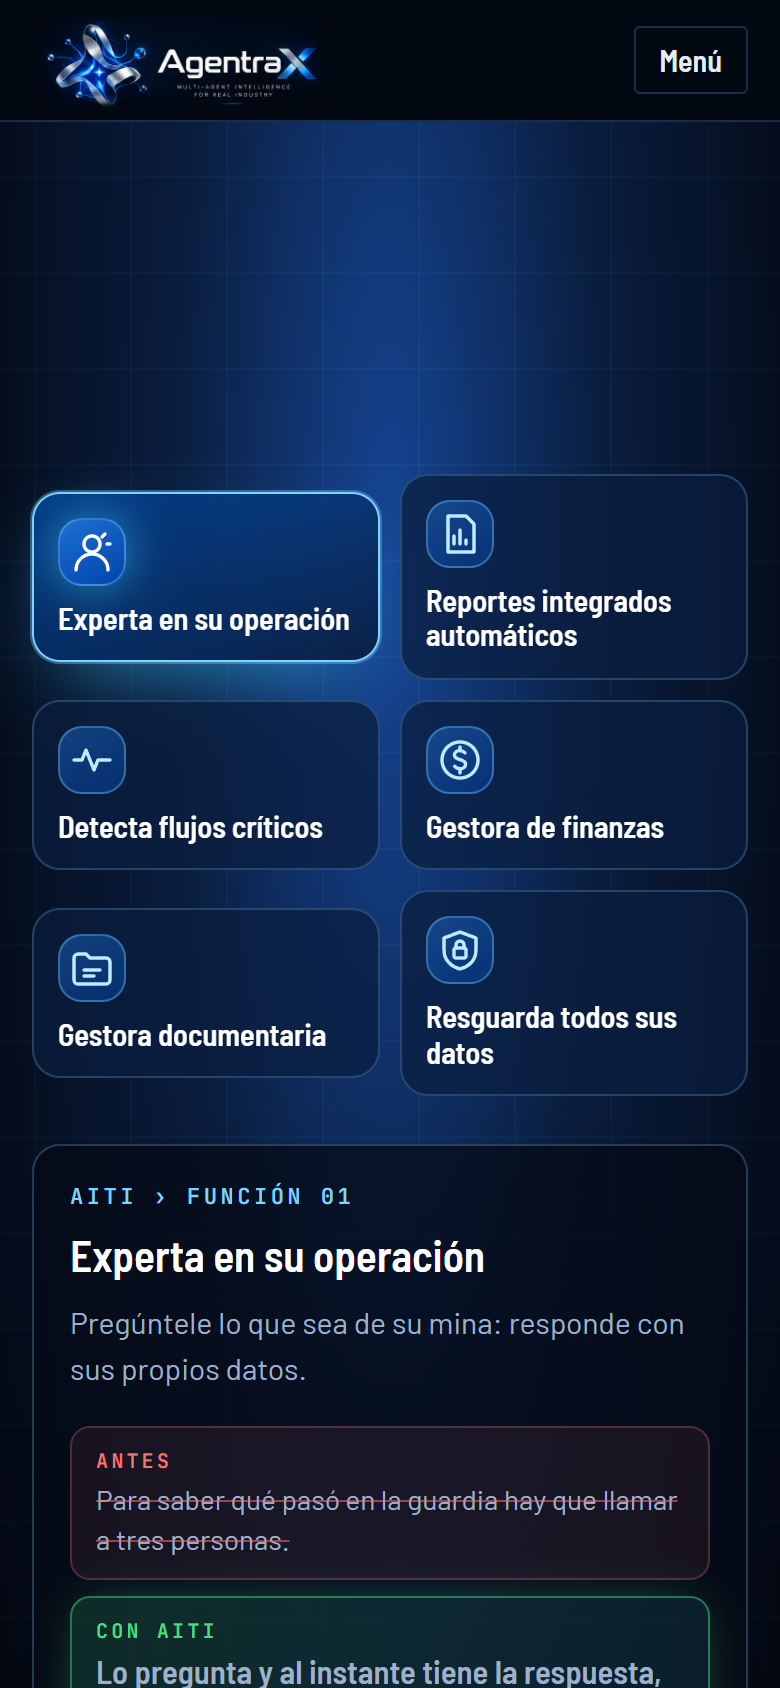 AgentraX
MULTI-AGENT INTELLIGENCE
FOR REAL INDUSTRY
Menú
Experta en su operación
Reportes integrados
automáticos
Detecta flujos críticos
Gestora de finanzas
Gestora documentaria
Resguarda todos sus
datos
AITI › FUNCIÓN 01
Experta en su operación
Pregúntele lo que sea de su mina: responde con
sus propios datos.
ANTES
Para saber qué pasó en la guardia hay que llamar
a tres personas.
CON AITI
Lo pregunta y al instante tiene la respuesta,